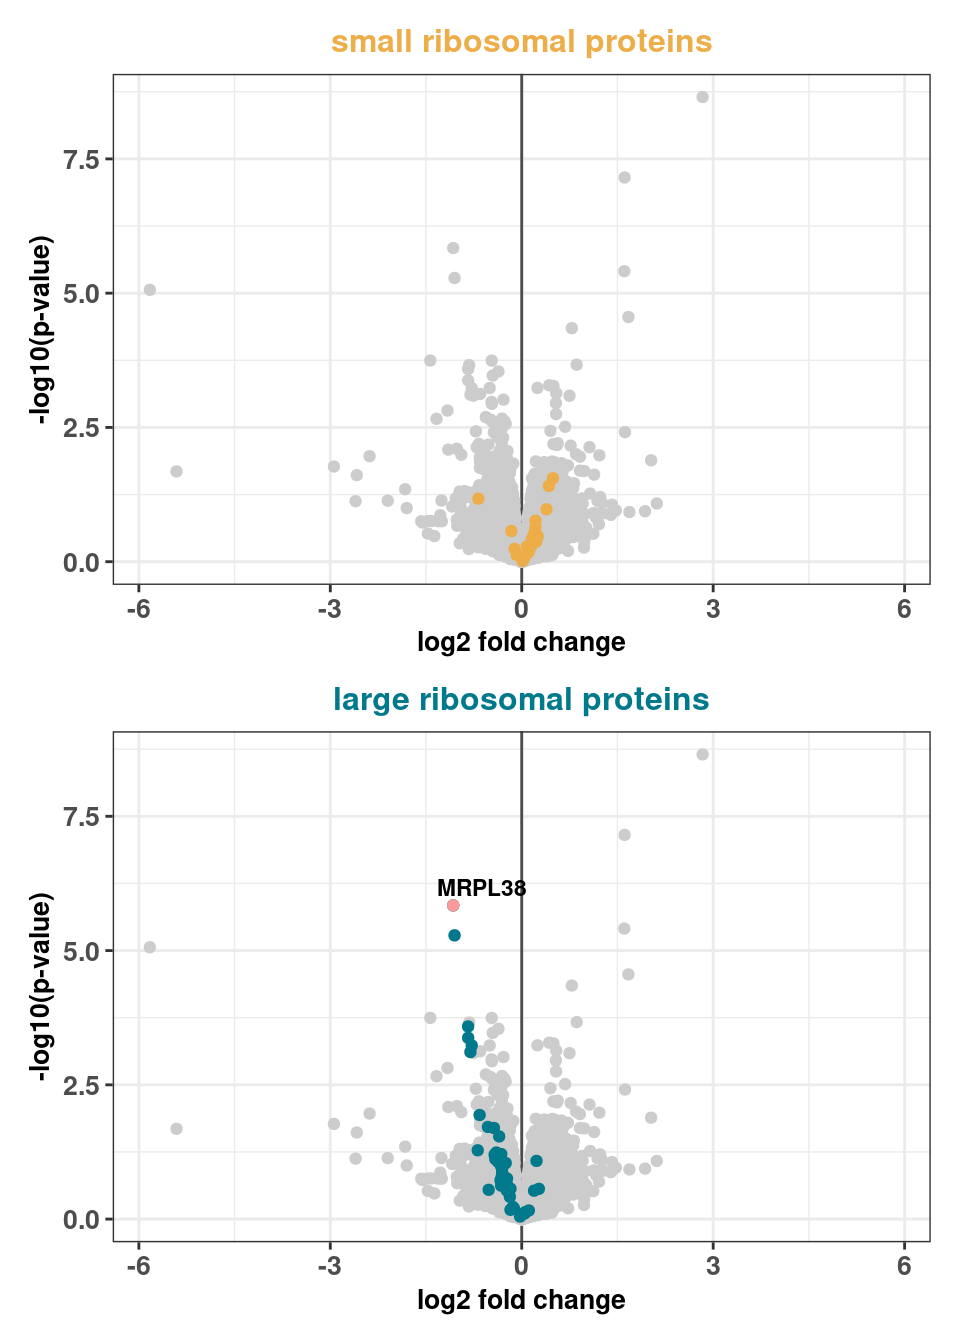 small ribosomal proteins
-log10(p-value)
7.5
5.0
2.5
0.0
-6 -3 0 3 6
log2 fold change
large ribosomal proteins
-log10(p-value)
7.5
MRPL38
5.0
2.5
0.0
-6 -3 0 3 6
log2 fold change